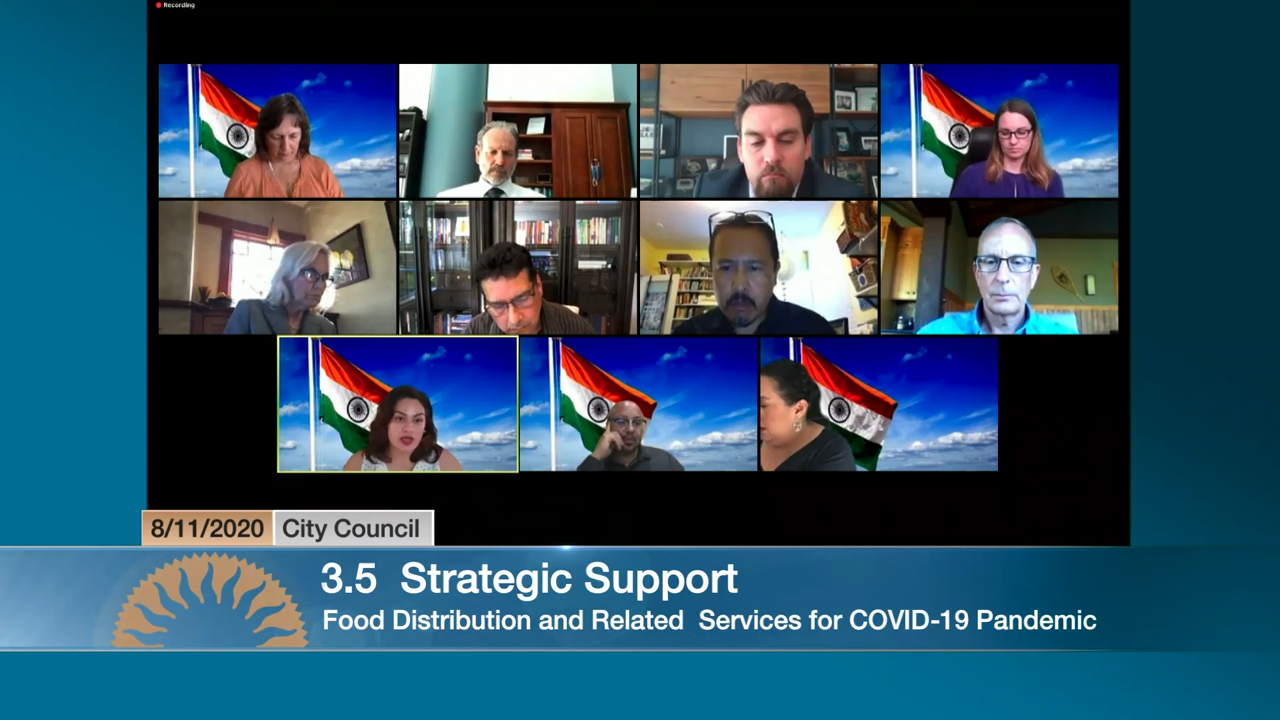 Recording
8/11/2020 City Council
3.5 Strategic Support
Food Distribution and Related Services for COVID-19 Pandemic